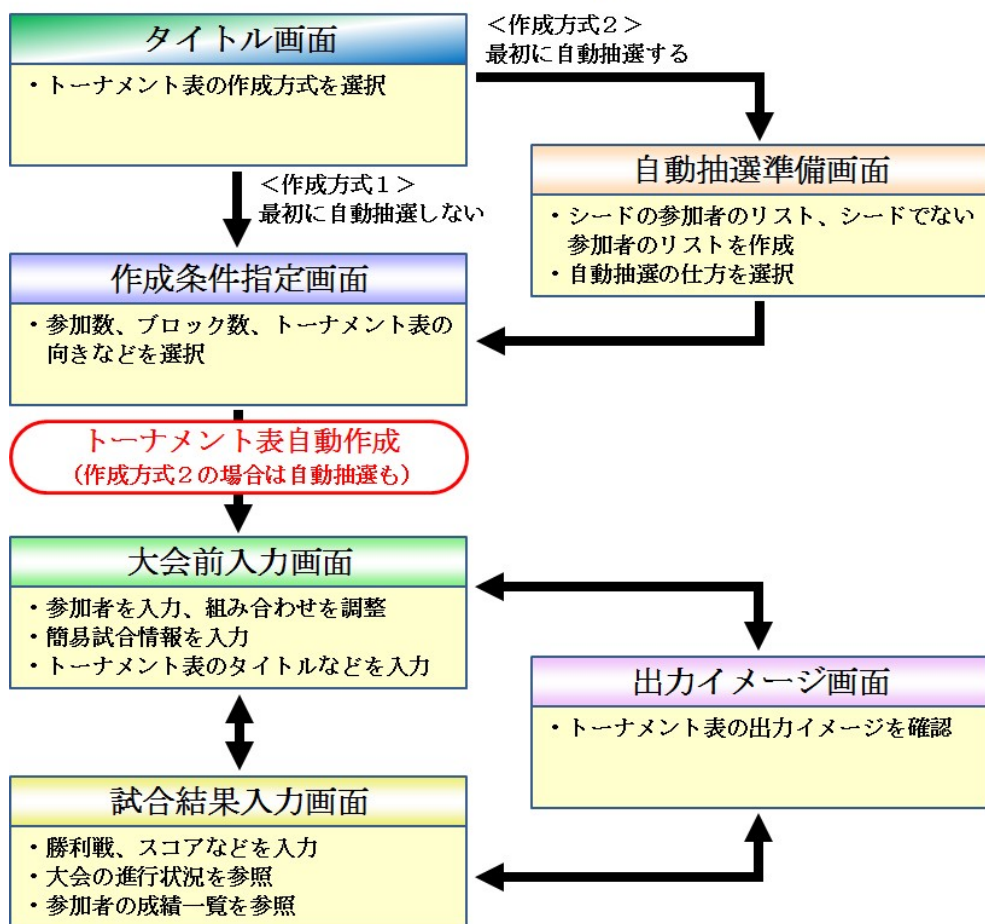 タイトル画面
・トーナメント表の作成方式を選択
＜作成方式２＞
最初に自動抽選する
自動抽選準備画面
・シードの参加者のリスト、シードでない
参加者のリストを作成
・自動抽選の仕方を選択
＜作成方式１＞
最初に自動抽選しない
作成条件指定画面
・参加数、ブロック数、トーナメント表の
向きなどを選択
トーナメント表自動作成
（作成方式２の場合は自動抽選も）
大会前入力画面
・参加者を入力、組み合わせを調整
・簡易試合情報を入力
・トーナメント表のタイトルなどを入力
出力イメージ画面
・トーナメント表の出力イメージを確認
試合結果入力画面
・勝利戦、スコアなどを入力
・大会の進行状況を参照
・参加者の成績一覧を参照